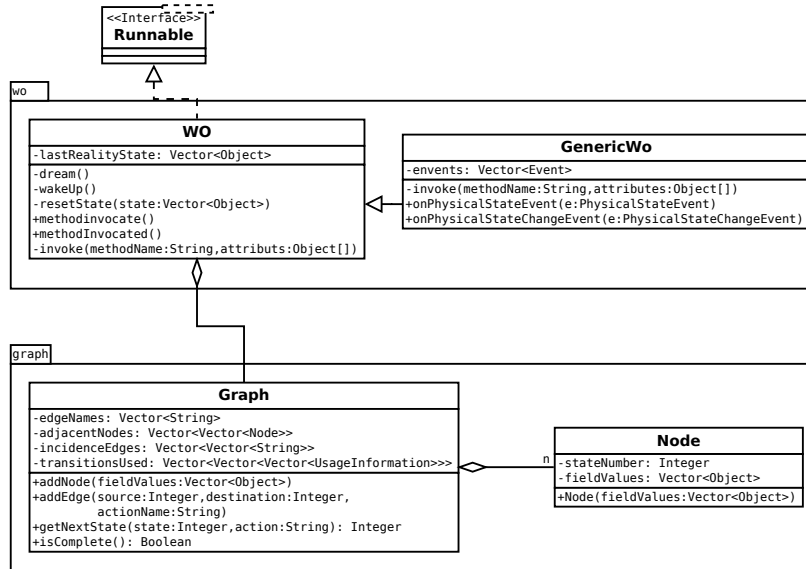 <<Interface>>
Runnable
wo
WO
-lastRealityState: Vector<Object>
-dream()
-wakeUp()
-resetState(state:Vector<Object>)
+methodinvocate()
+methodInvocated()
-invoke(methodName:String,attributs:Object[])
GenericWo
-envents: Vector<Event>
-invoke(methodName:String,attributes:Object[])
+onPhysicalStateEvent(e:PhysicalStateEvent)
+onPhysicalStateChangeEvent(e:PhysicalStateChangeEvent)
graph
Graph
-edgeNames: Vector<String>
-adjacentNodes: Vector<Vector<Node>>
-incidenceEdges: Vector<Vector<String>>
-transitionsUsed: Vector<Vector<Vector<UsageInformation>>>
+addNode(fieldValues:Vector<Object>)
+addEdge(source:Integer,destination:Integer,
actionName:String)
+getNextState(state:Integer,action:String): Integer
+isComplete(): Boolean
n
Node
-stateNumber: Integer
-fieldValues: Vector<Object>
+Node(fieldValues:Vector<Object>)